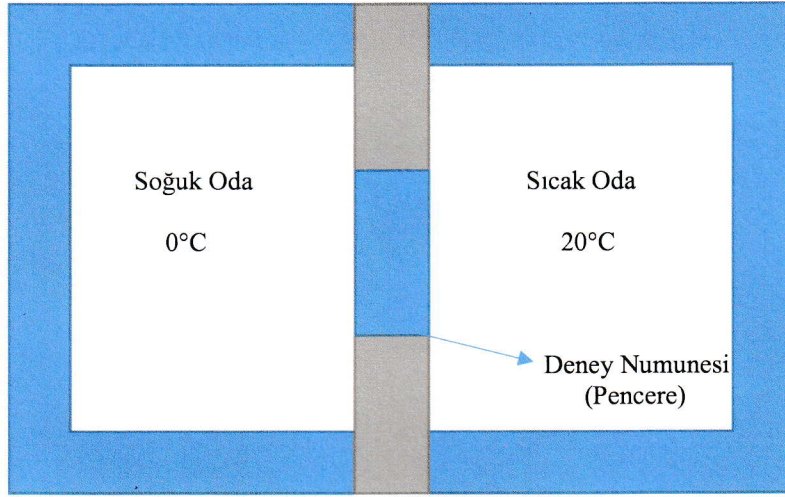 Soğuk Oda
0°C
Sıcak Oda
20°C
Deney Numunesi
(Pencere)